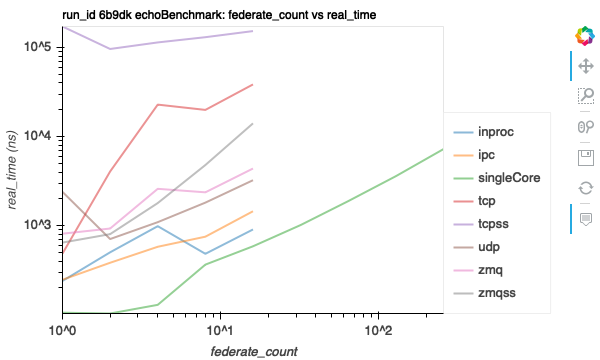 run_id 6b9dk echoBenchmark: federate_count vs real_time
10^5
10^4
10^3
real_time (ns)
10^0
10^1
10^2
federate_count
inproc
ipc
singleCore
tcp
tcpss
udp
zmq
zmqss